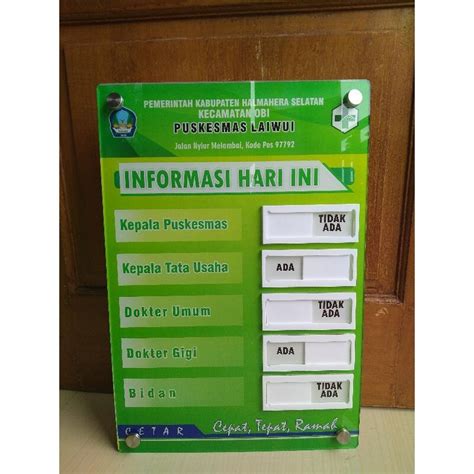 PEMERINTAH KABUPATEN HALMAHERA SELATAN
KECAMATAN OBI
PUSKESMAS LAIWUI
Jalan Nyiur Melambai, Kode Pos 97792
INFORMASI HARI INI
Kepala Puskesmas
TIDAK
ADA
Kepala Tata Usaha
ADA
Dokter Umum
TIDAK
ADA
Dokter Gigi
ADA
Bidan
TIDAK
ADA
CETAR
Cepat, Tepat, Ramah